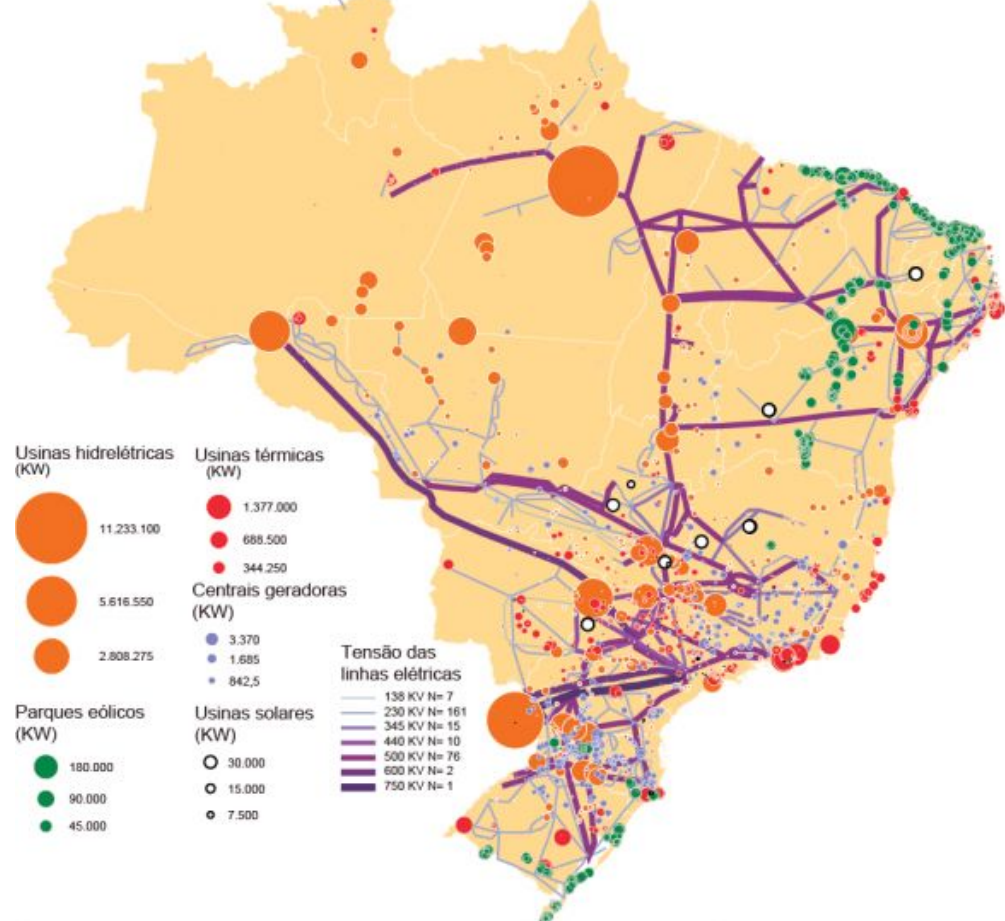 Usinas hidrelétricas
(KW)
11.233.100
5.616.550
2.808.275
Usinas térmicas
(KW)
1.377.000
688.500
344.250
Centrais geradoras
(KW)
3.370
1.685
842,5
Parques eólicos
(KW)
180.000
90.000
45.000
Usinas solares
(KW)
30.000
15.000
7.500
Tensão das
linhas elétricas
138 KV N= 7
230 KV N= 161
345 KV N= 15
440 KV N= 10
500 KV N= 76
600 KV N= 2
750 KV N= 1